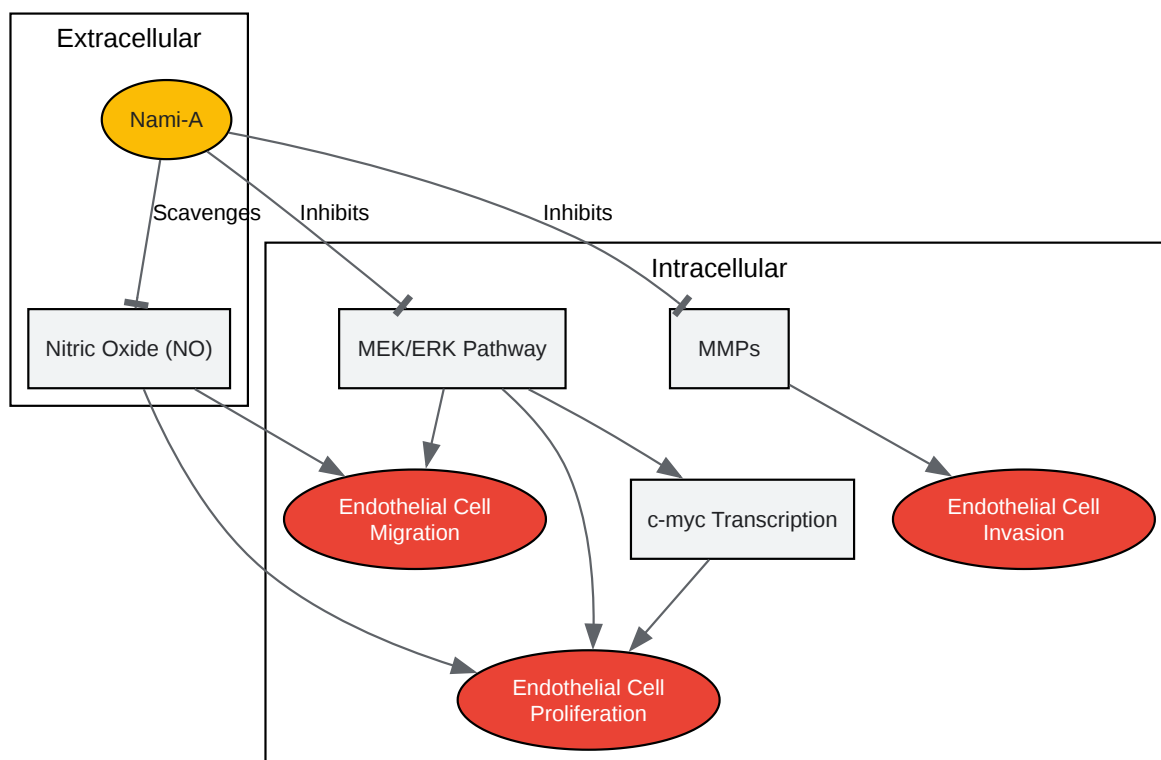 Extracellular
Nami-A
Scavenges
Inhibits
Inhibits
Intracellular
Nitric Oxide (NO)
MEK/ERK Pathway
MMPs
Endothelial Cell
Migration
c-myc Transcription
Endothelial Cell
Invasion
Endothelial Cell
Proliferation